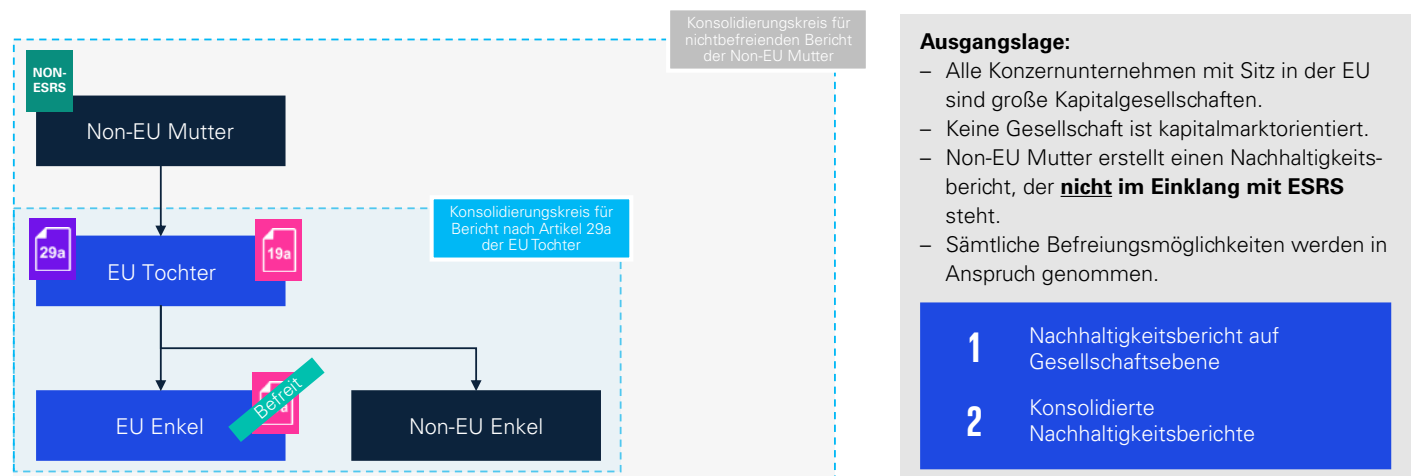 Konsolidierungskreis für
nichtbefreienden Bericht
der Non-EU Mutter
NON-
ESRS
Non-EU Mutter
Konsolidierungskreis für
Bericht nach Artikel 29a
der EU Tochter
29a
19a
EU Tochter
Befreit
EU Enkel
Non-EU Enkel
Ausgangslage:
– Alle Konzernunternehmen mit Sitz in der EU
sind große Kapitalgesellschaften.
– Keine Gesellschaft ist kapitalmarktorientiert.
– Non-EU Mutter erstellt einen Nachhaltigkeits-
bericht, der nicht im Einklang mit ESRS
steht.
– Sämtliche Befreiungsmöglichkeiten werden in
Anspruch genommen.
1 Nachhaltigkeitsbericht auf
Gesellschaftsebene
2 Konsolidierte
Nachhaltigkeitsberichte